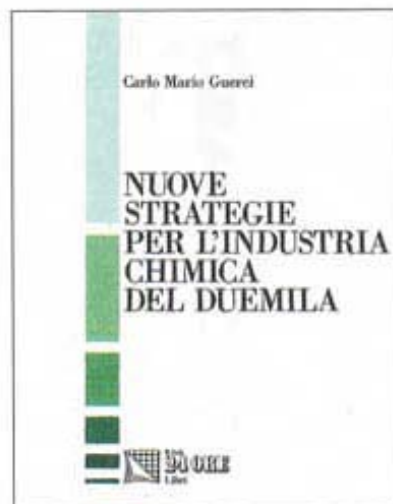 Carlo Mario Guerci
NUOVE
STRATEGIE
PER L'INDUSTRIA
CHIMICA
DEL DUEMILA
24 ORE
Libri